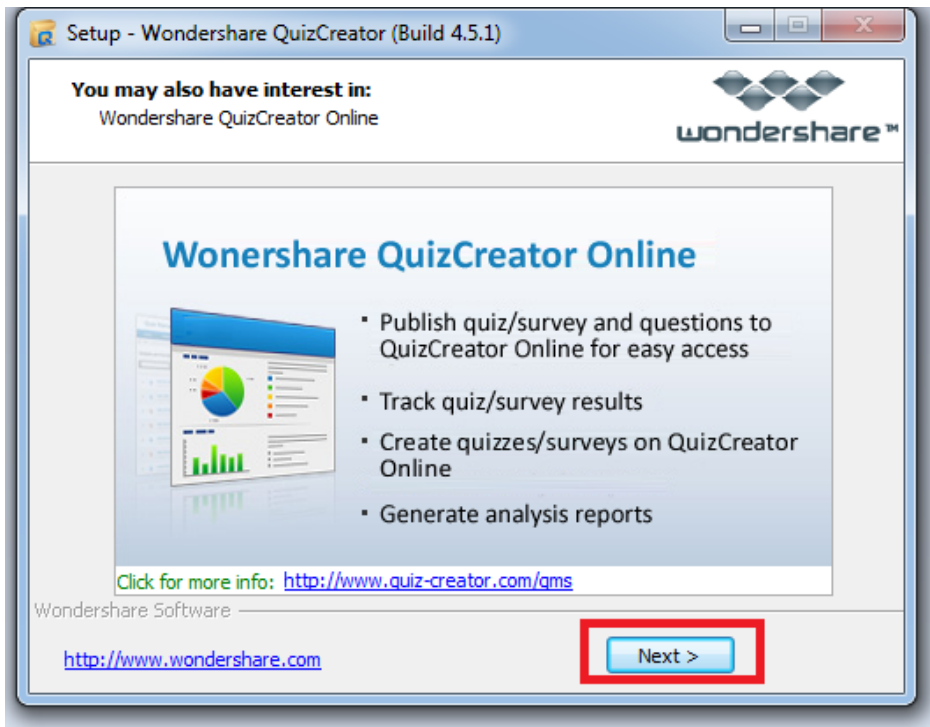 Setup - Wondershare QuizCreator (Build 4.5.1)
You may also have interest in:
Wondershare QuizCreator Online
wondershare™
Wonershare QuizCreator Online
▪ Publish quiz/survey and questions to
QuizCreator Online for easy access
▪ Track quiz/survey results
▪ Create quizzes/surveys on QuizCreator
Online
▪ Generate analysis reports
Click for more info: http://www.quiz-creator.com/qms
Wondershare Software
http://www.wondershare.com
Next >